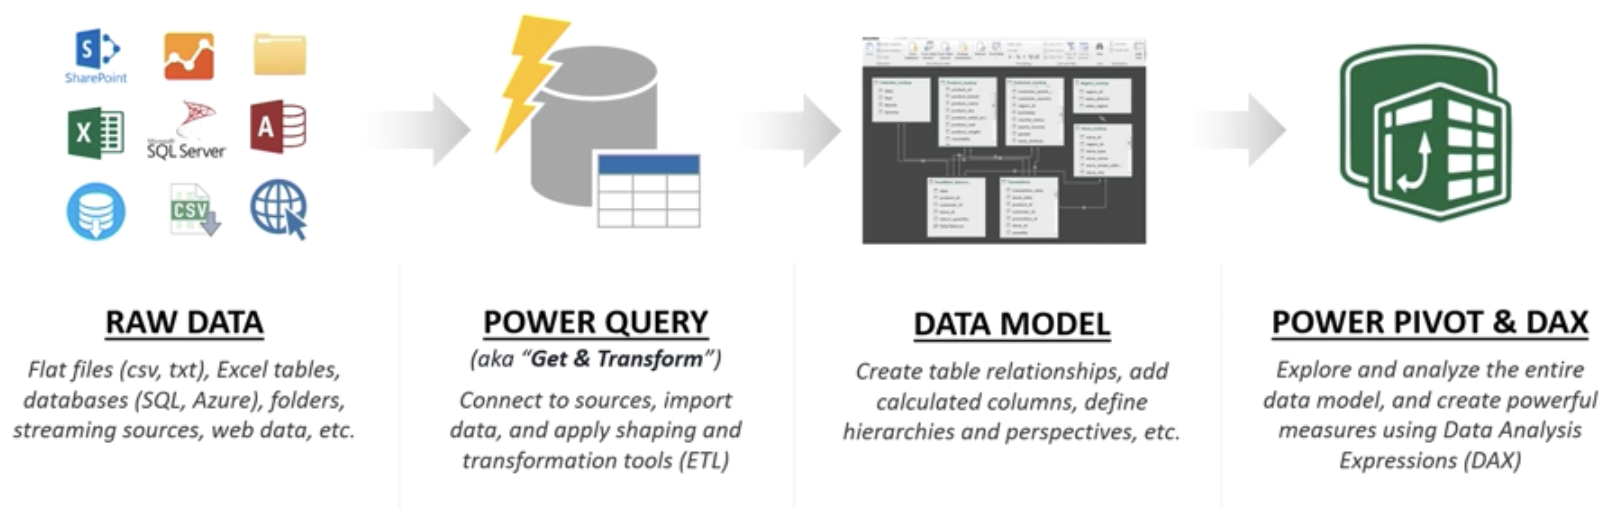 SharePoint
Microsoft
SQL Server
CSV
RAW DATA
Flat files (csv, txt), Excel tables,
databases (SQL, Azure), folders,
streaming sources, web data, etc.
POWER QUERY
(aka “Get & Transform”)
Connect to sources, import
data, and apply shaping and
transformation tools (ETL)
DATA MODEL
Create table relationships, add
calculated columns, define
hierarchies and perspectives, etc.
POWER PIVOT & DAX
Explore and analyze the entire
data model, and create powerful
measures using Data Analysis
Expressions (DAX)